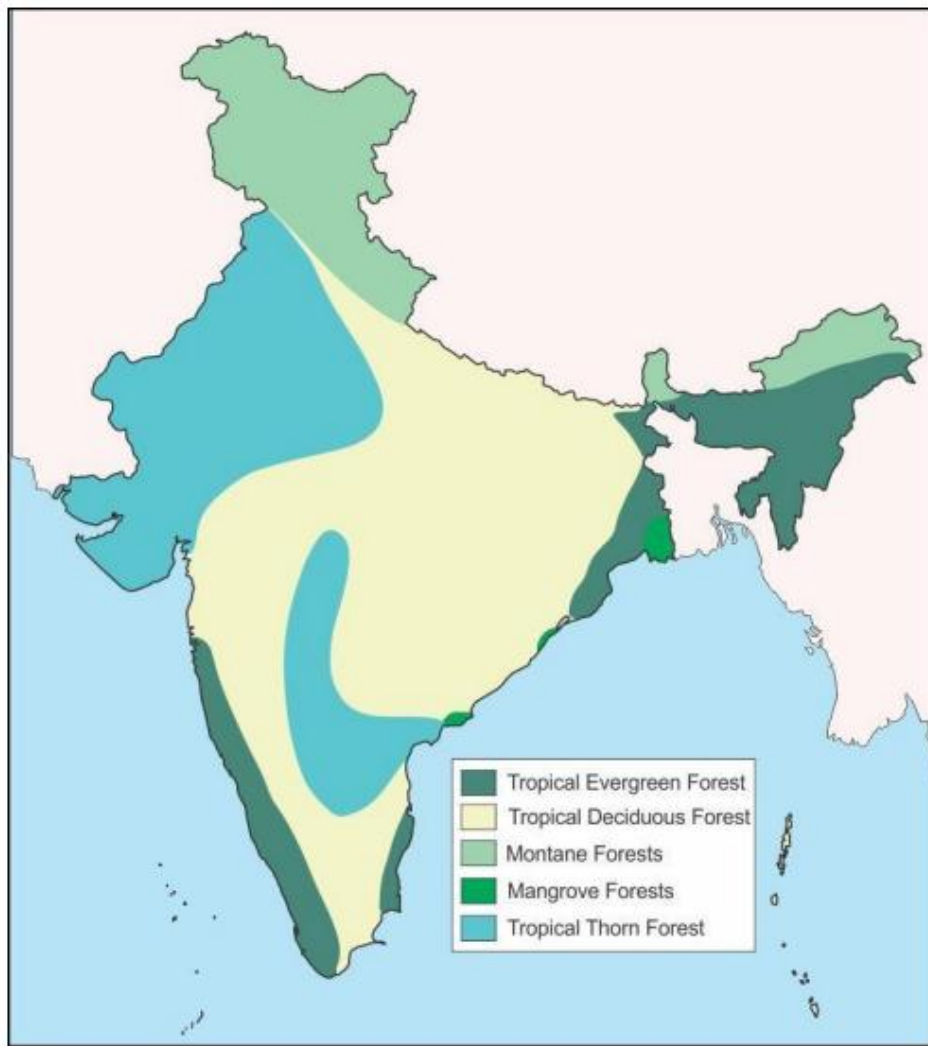 Tropical Evergreen Forest
Tropical Deciduous Forest
Montane Forests
Mangrove Forests
Tropical Thorn Forest